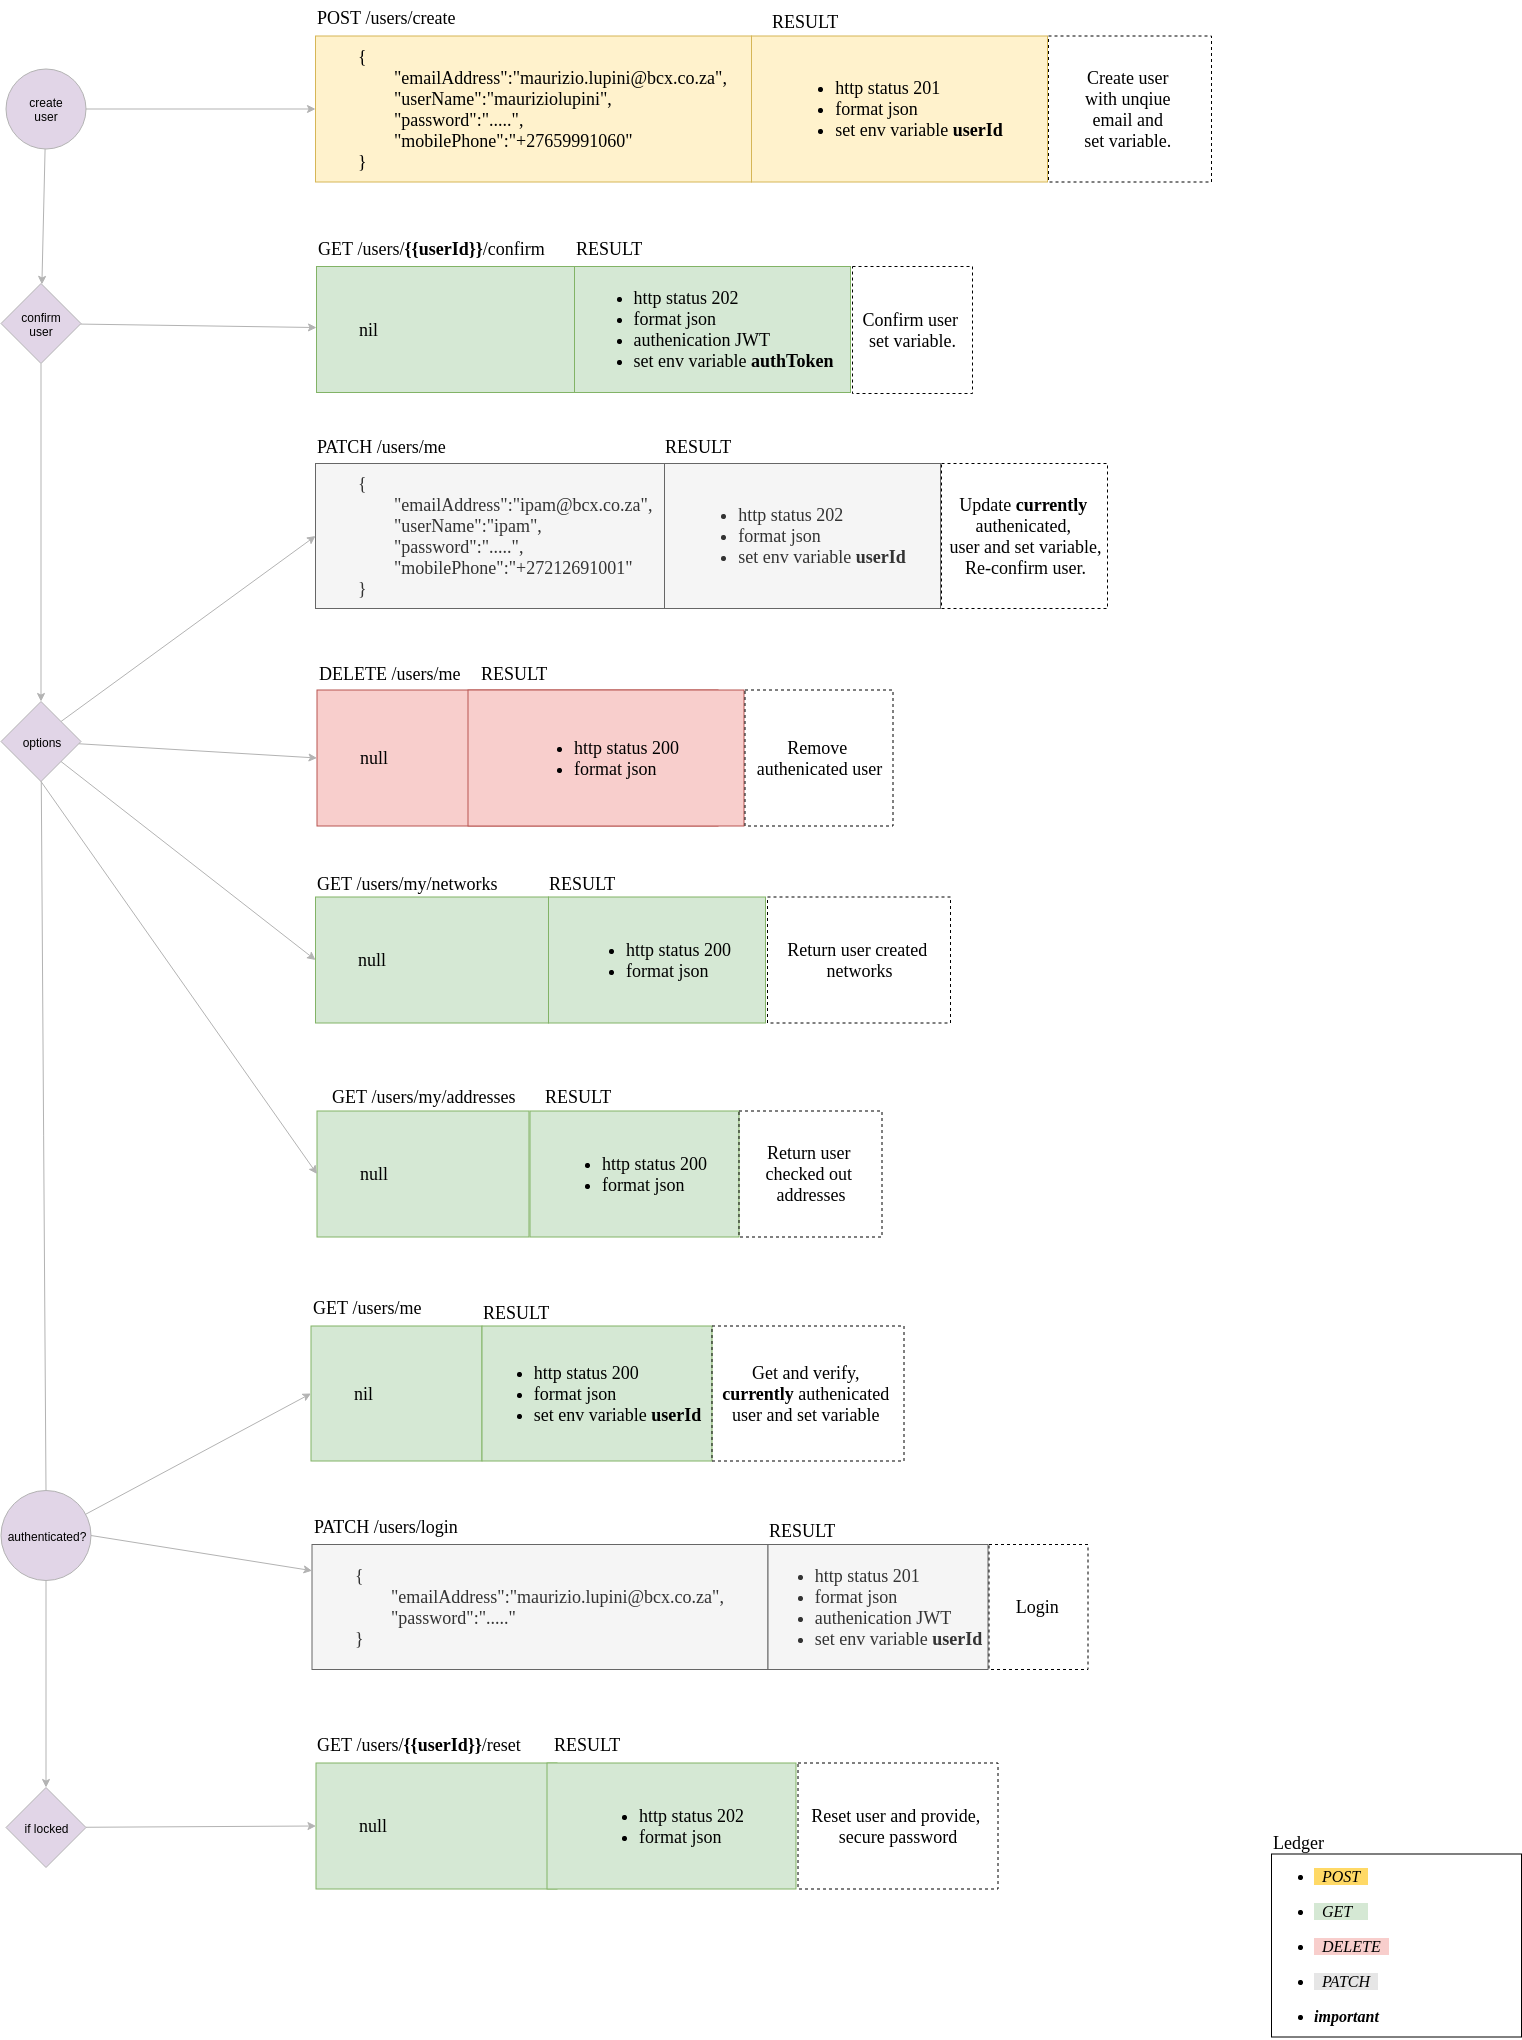 POST /users/create
RESULT
create
user
{
"emailAddress":"maurizio.lupini@bcx.co.za",
"userName":"mauriziolupini",
"password":".....",
"mobilePhone":"+27659991060"
}
• http status 201
• format json
• set env variable userId
Create user
with unqiue
email and
set variable.
GET /users/{{userId}}/confirm
RESULT
confirm
user
nil
• http status 202
• format json
• authenication JWT
• set env variable authToken
Confirm user
set variable.
PATCH /users/me
RESULT
{
"emailAddress":"ipam@bcx.co.za",
"userName":"ipam",
"password":".....",
"mobilePhone":"+27212691001"
}
• http status 202
• format json
• set env variable userId
Update currently
authenicated,
user and set variable,
Re-confirm user.
DELETE /users/me
RESULT
options
null
• http status 200
• format json
Remove
authenicated user
GET /users/my/networks
RESULT
null
• http status 200
• format json
Return user created
networks
GET /users/my/addresses
RESULT
null
• http status 200
• format json
Return user
checked out
addresses
GET /users/me
RESULT
nil
• http status 200
• format json
• set env variable userId
Get and verify,
currently authenicated
user and set variable
authenticated?
PATCH /users/login
RESULT
{
"emailAddress":"maurizio.lupini@bcx.co.za",
"password":"....."
}
• http status 201
• format json
• authenication JWT
• set env variable userId
Login
GET /users/{{userId}}/reset
RESULT
if locked
null
• http status 202
• format json
Reset user and provide,
secure password
Ledger
• POST
• GET
• DELETE
• PATCH
• important